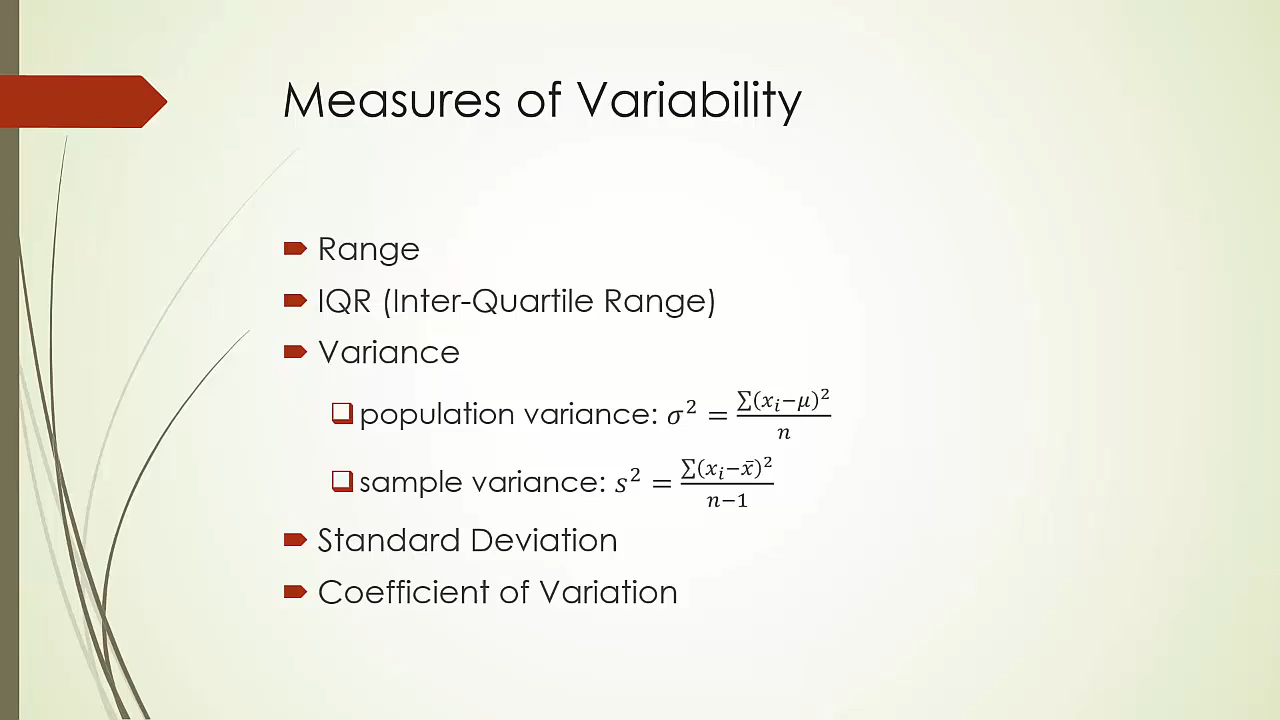 Measures of Variability
Range
IQR (Inter-Quartile Range)
Variance
population variance: σ² = ∑(xᵢ−μ)² / n
sample variance: s² = ∑(xᵢ−x̄)² / n−1
Standard Deviation
Coefficient of Variation